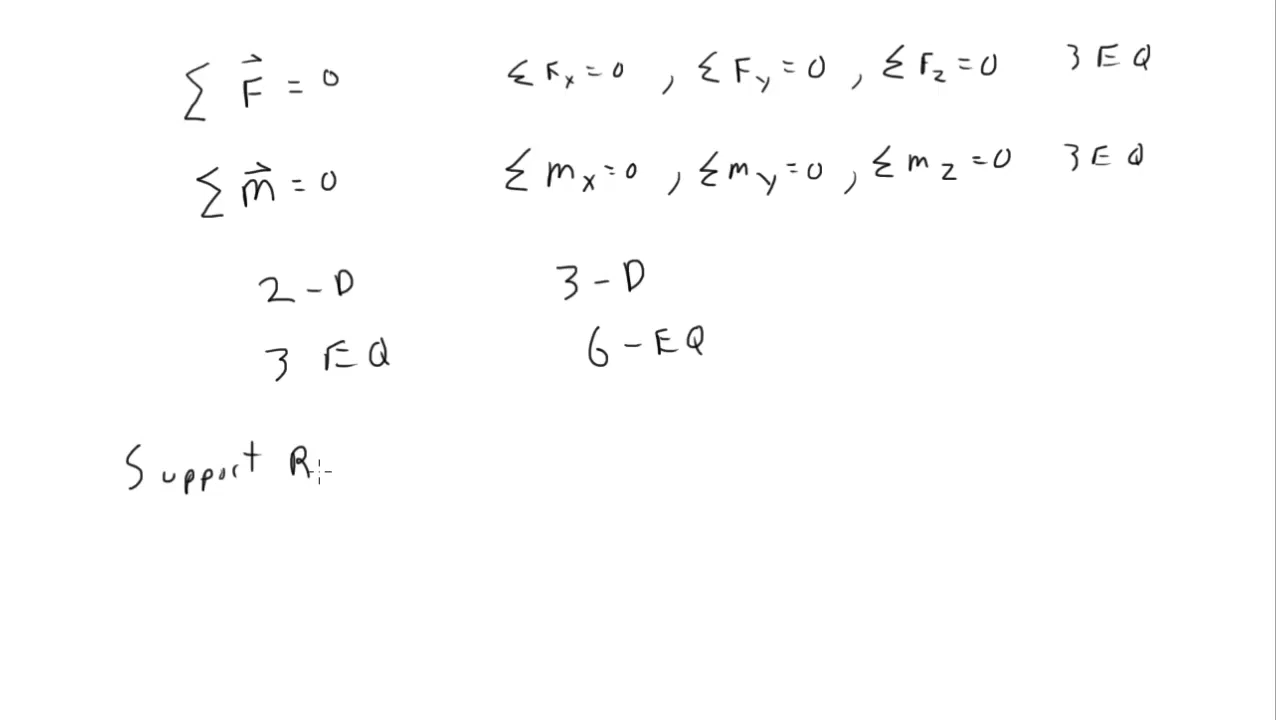 ∑ F⃗ = 0 ∑ Fx = 0 , ∑ Fy = 0 , ∑ Fz = 0 3 EQ
∑ m⃗ = 0 ∑ mx = 0 , ∑ my = 0 , ∑ mz = 0 3 EQ
2 - D 3 - D
3 EQ 6 - EQ
Support R